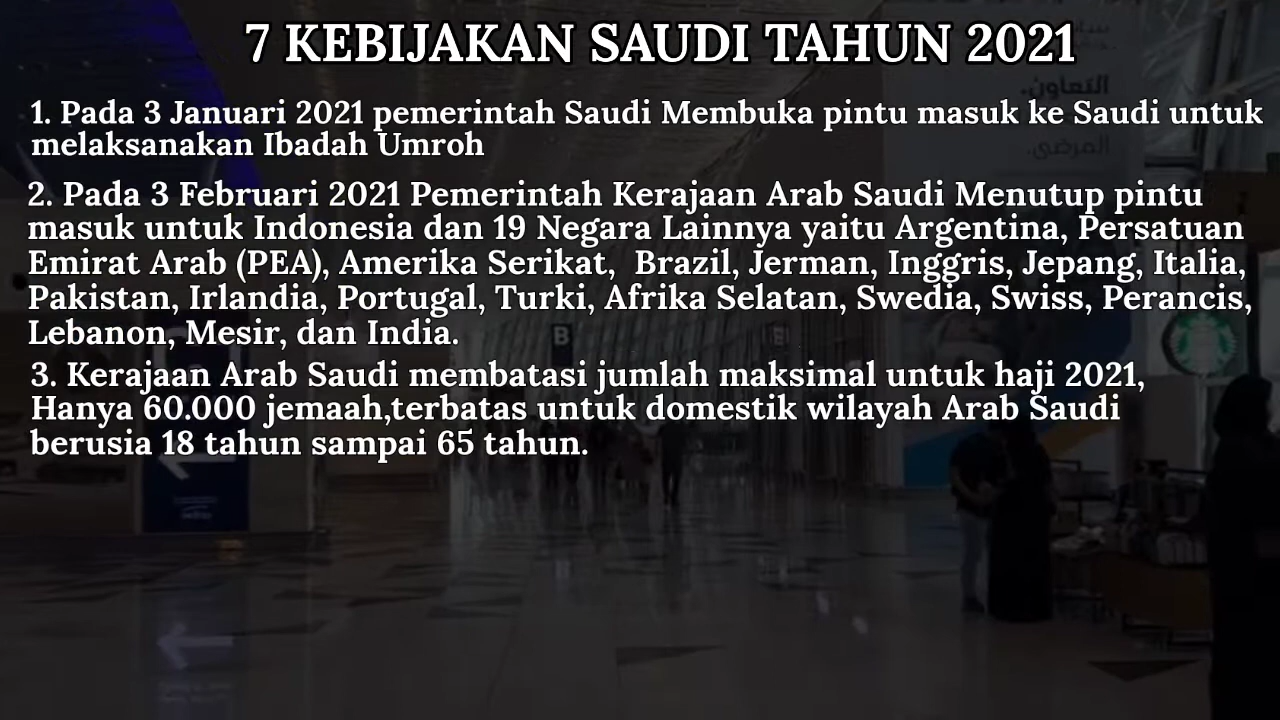 7 KEBIJAKAN SAUDI TAHUN 2021
التعاون.
المرضى.
1. Pada 3 Januari 2021 pemerintah Saudi Membuka pintu masuk ke Saudi untuk
melaksanakan Ibadah Umroh
2. Pada 3 Februari 2021 Pemerintah Kerajaan Arab Saudi Menutup pintu
masuk untuk Indonesia dan 19 Negara Lainnya yaitu Argentina, Persatuan
Emirat Arab (PEA), Amerika Serikat,  Brazil, Jerman, Inggris, Jepang, Italia,
Pakistan, Irlandia, Portugal, Turki, Afrika Selatan, Swedia, Swiss, Perancis,
Lebanon, Mesir, dan India.
B
3. Kerajaan Arab Saudi membatasi jumlah maksimal untuk haji 2021,
Hanya 60.000 jemaah,terbatas untuk domestik wilayah Arab Saudi
berusia 18 tahun sampai 65 tahun.